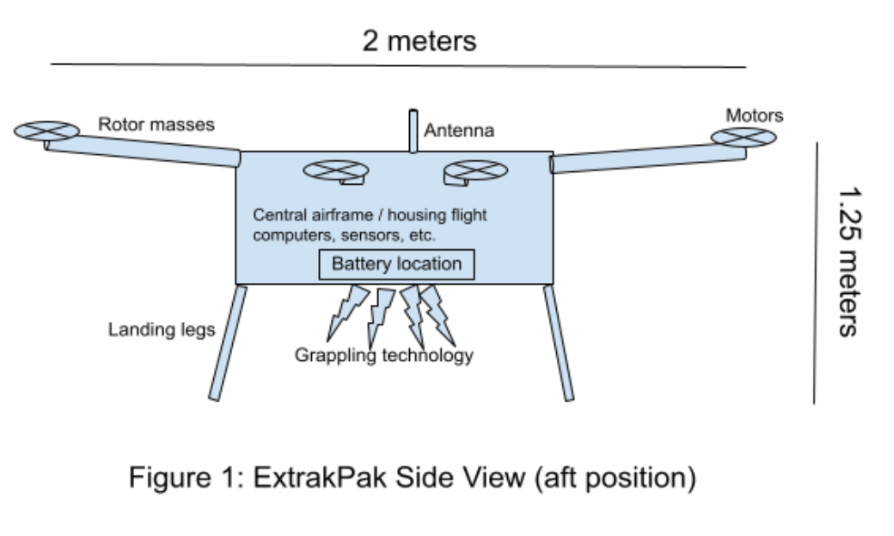 2 meters
Rotor masses
Antenna
Motors
Central airframe / housing flight
computers, sensors, etc.
Battery location
1.25 meters
Landing legs
Grappling technology
Figure 1: ExtrakPak Side View (aft position)